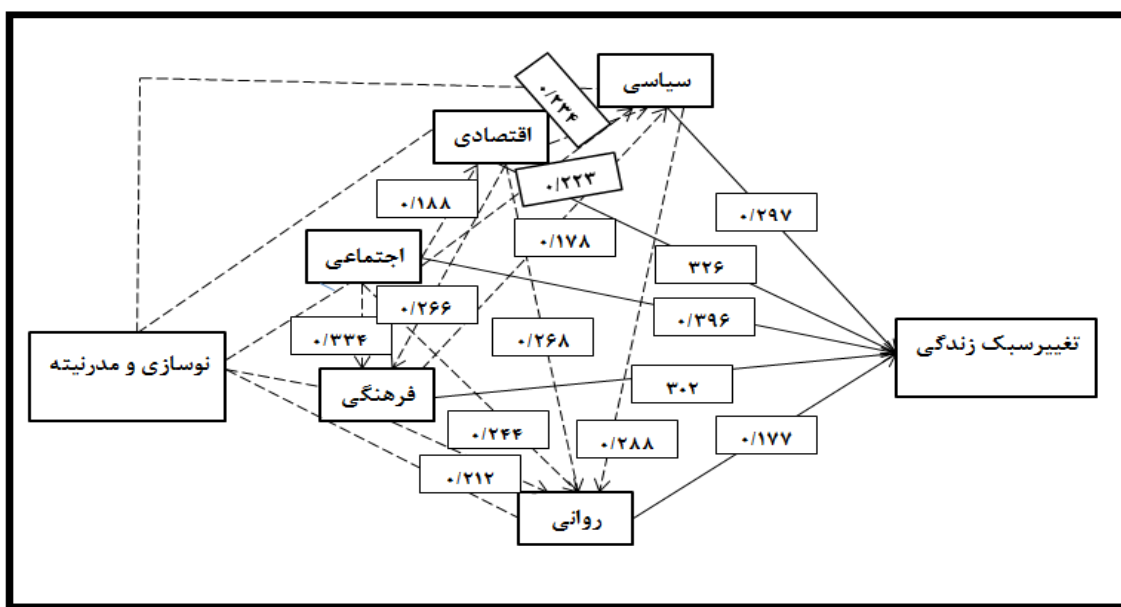 سیاسی
۰/۲۳۴
اقتصادی
۰/۲۲۳
۰/۱۸۸
۰/۲۹۷
۰/۱۷۸
اجتماعی
۳۲۶
۰/۲۶۶
۰/۳۹۶
۰/۳۳۴
۰/۲۶۸
نوسازی و مدرنیته
تغییرسبک زندگی
فرهنگی
۳۰۲
۰/۲۴۴
۰/۲۸۸
۰/۱۷۷
۰/۲۱۲
روانی